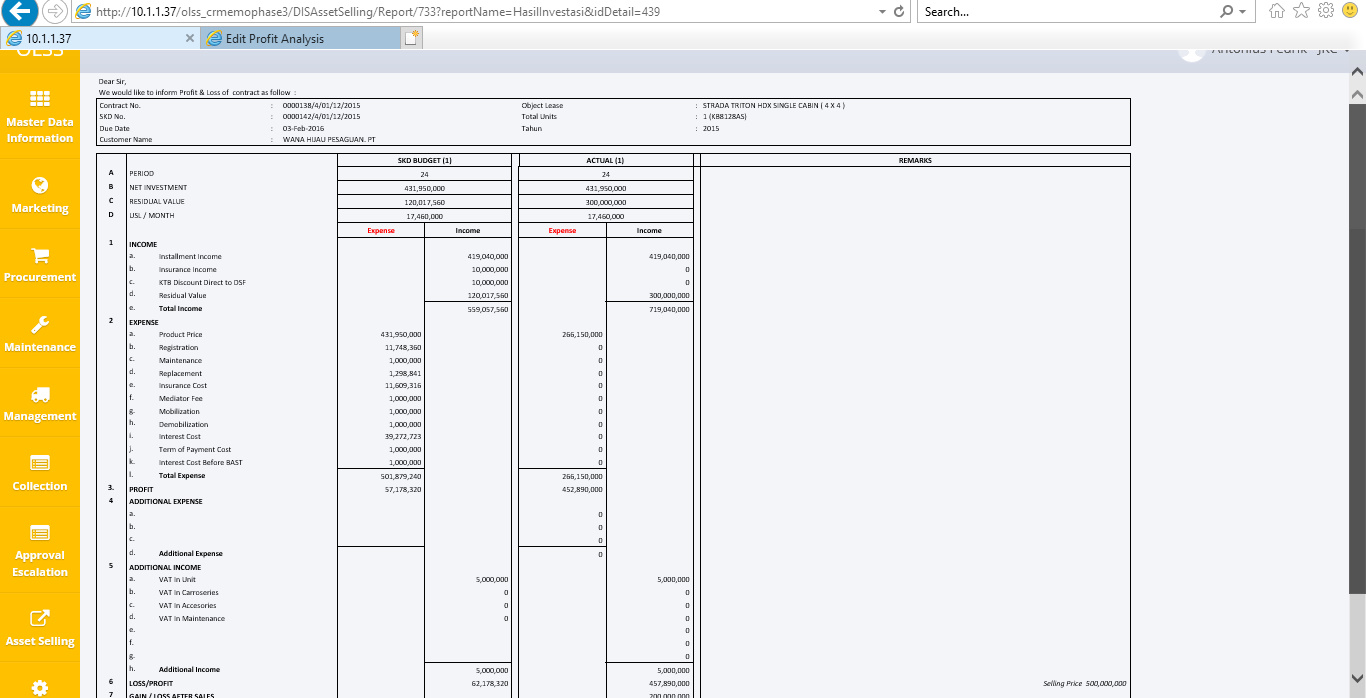 http://10.1.1.37/olss_crmemophase3/DISAssetSelling/Report/733?reportName=HasilInvestasi&idDetail=439
Search...
10.1.1.37
Edit Profit Analysis
Master Data
Information
Marketing
Procurement
Maintenance
Management
Collection
Approval
Escalation
Asset Selling
Dear Sir,
We would like to inform Profit & Loss of contract as follow :
Contract No. : 0000138/4/01/12/2015 Object Lease : STRADA TRITON HDX SINGLE CABIN ( 4 X 4 )
SKD No. : 0000142/4/01/12/2015 Total Units : 1 (KB8128AS)
Due Date : 03-Feb-2016 Tahun : 2015
Customer Name : WANA HIJAU PESAGUAN. PT
SKD BUDGET (1) ACTUAL (1) REMARKS
A PERIOD 24 24
B NET INVESTMENT 431,950,000 431,950,000
C RESIDUAL VALUE 120,017,560 300,000,000
D USL / MONTH 17,460,000 17,460,000
Expense Income Expense Income
1 INCOME
a. Installment Income 419,040,000 419,040,000
b. Insurance Income 10,000,000 0
c. KTB Discount Direct to DSF 10,000,000 0
d. Residual Value 120,017,560 300,000,000
e. Total Income 559,057,560 719,040,000
2 EXPENSE
a. Product Price 431,950,000 266,150,000
b. Registration 11,748,360 0
c. Maintenance 1,000,000 0
d. Replacement 1,298,841 0
e. Insurance Cost 11,609,316 0
f. Mediator Fee 1,000,000 0
g. Mobilization 1,000,000 0
h. Demobilization 1,000,000 0
i. Interest Cost 39,272,723 0
j. Term of Payment Cost 1,000,000 0
k. Interest Cost Before BAST 1,000,000 0
l. Total Expense 501,879,240 266,150,000
3. PROFIT 57,178,320 452,890,000
4 ADDITIONAL EXPENSE
a. 0
b. 0
c. 0
d. Additional Expense 0
5 ADDITIONAL INCOME
a. VAT In Unit 5,000,000 5,000,000
b. VAT In Carroseries 0 0
c. VAT In Accesories 0 0
d. VAT In Maintenance 0 0
e. 0
f. 0
g. 0
h. Additional Income 5,000,000 5,000,000
6 LOSS/PROFIT 62,178,320 457,890,000 Selling Price 500,000,000
7 GAIN / LOSS AFTER SALES 200,000,000